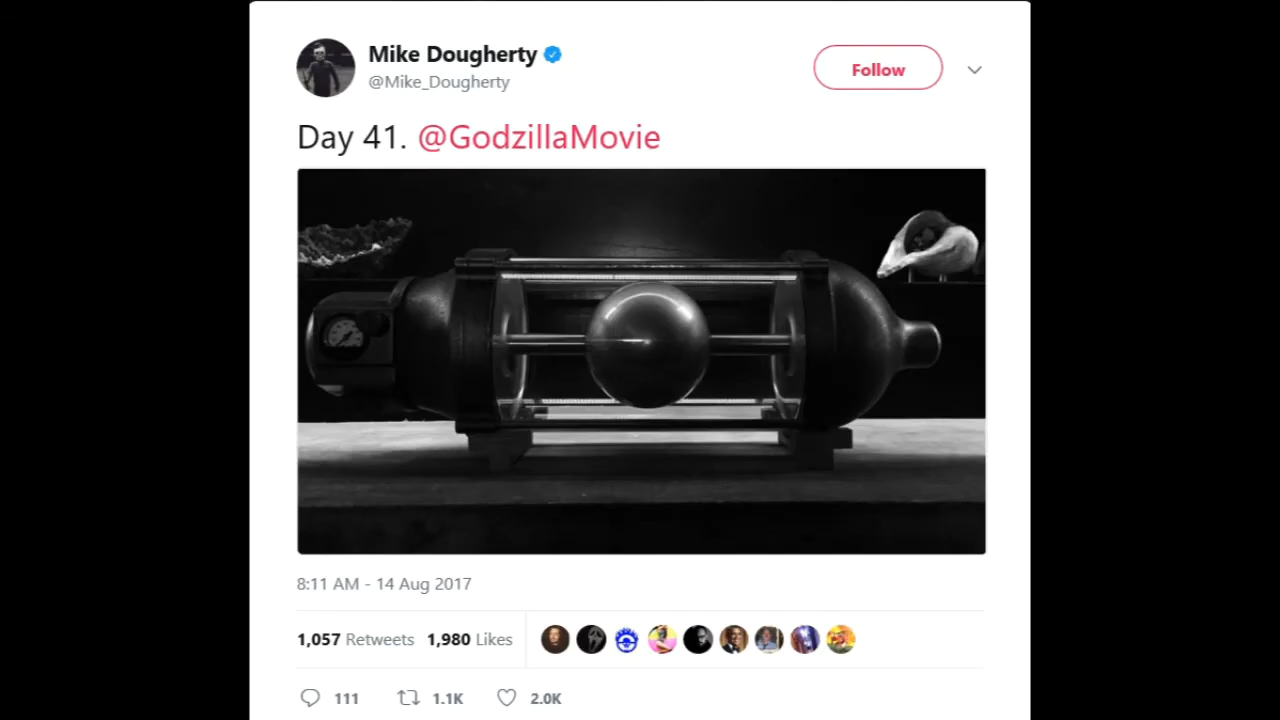 Mike Dougherty
@Mike_Dougherty
Follow
Day 41. @GodzillaMovie
8:11 AM - 14 Aug 2017
1,057 Retweets 1,980 Likes
111 1.1K 2.0K